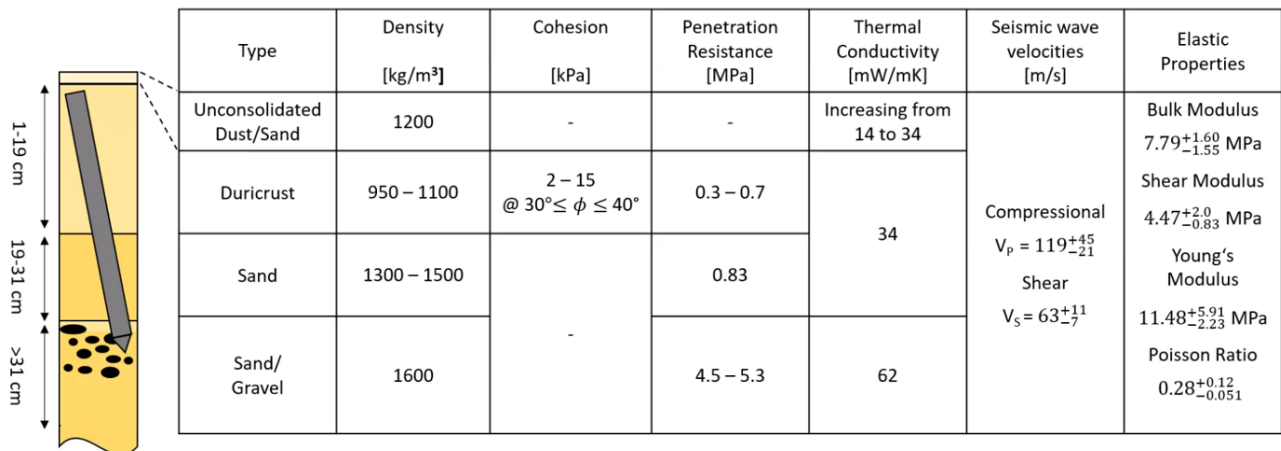 1-19 cm
19-31 cm
>31 cm
Type
Density
[kg/m³]
Cohesion
[kPa]
Penetration
Resistance
[MPa]
Thermal
Conductivity
[mW/mK]
Seismic wave
velocities
[m/s]
Elastic
Properties
Unconsolidated
Dust/Sand
1200
-
-
Increasing from
14 to 34
Duricrust
950 – 1100
2 – 15
@ 30°≤ ϕ ≤ 40°
0.3 – 0.7
34
Sand
1300 – 1500
-
0.83
Sand/
Gravel
1600
4.5 – 5.3
62
Compressional
V_P = 119^{+45}_{-21}
Shear
V_S = 63^{+11}_{-7}
Bulk Modulus
7.79^{+1.60}_{-1.55} MPa
Shear Modulus
4.47^{+2.0}_{-0.83} MPa
Young‘s
Modulus
11.48^{+5.91}_{-2.23} MPa
Poisson Ratio
0.28^{+0.12}_{-0.051}